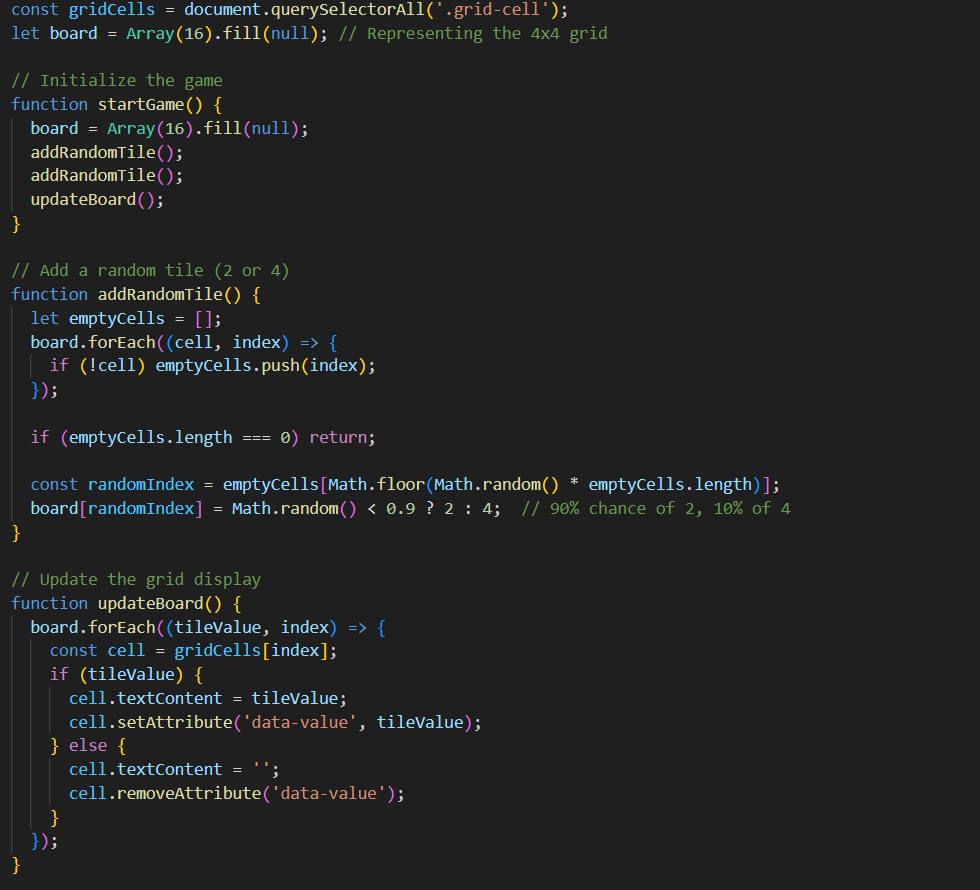 const gridCells = document.querySelectorAll('.grid-cell');
let board = Array(16).fill(null); // Representing the 4x4 grid

// Initialize the game
function startGame() {
  board = Array(16).fill(null);
  addRandomTile();
  addRandomTile();
  updateBoard();
}

// Add a random tile (2 or 4)
function addRandomTile() {
  let emptyCells = [];
  board.forEach((cell, index) => {
    if (!cell) emptyCells.push(index);
  });

  if (emptyCells.length === 0) return;

  const randomIndex = emptyCells[Math.floor(Math.random() * emptyCells.length)];
  board[randomIndex] = Math.random() < 0.9 ? 2 : 4;  // 90% chance of 2, 10% of 4
}

// Update the grid display
function updateBoard() {
  board.forEach((tileValue, index) => {
    const cell = gridCells[index];
    if (tileValue) {
      cell.textContent = tileValue;
      cell.setAttribute('data-value', tileValue);
    } else {
      cell.textContent = '';
      cell.removeAttribute('data-value');
    }
  });
}